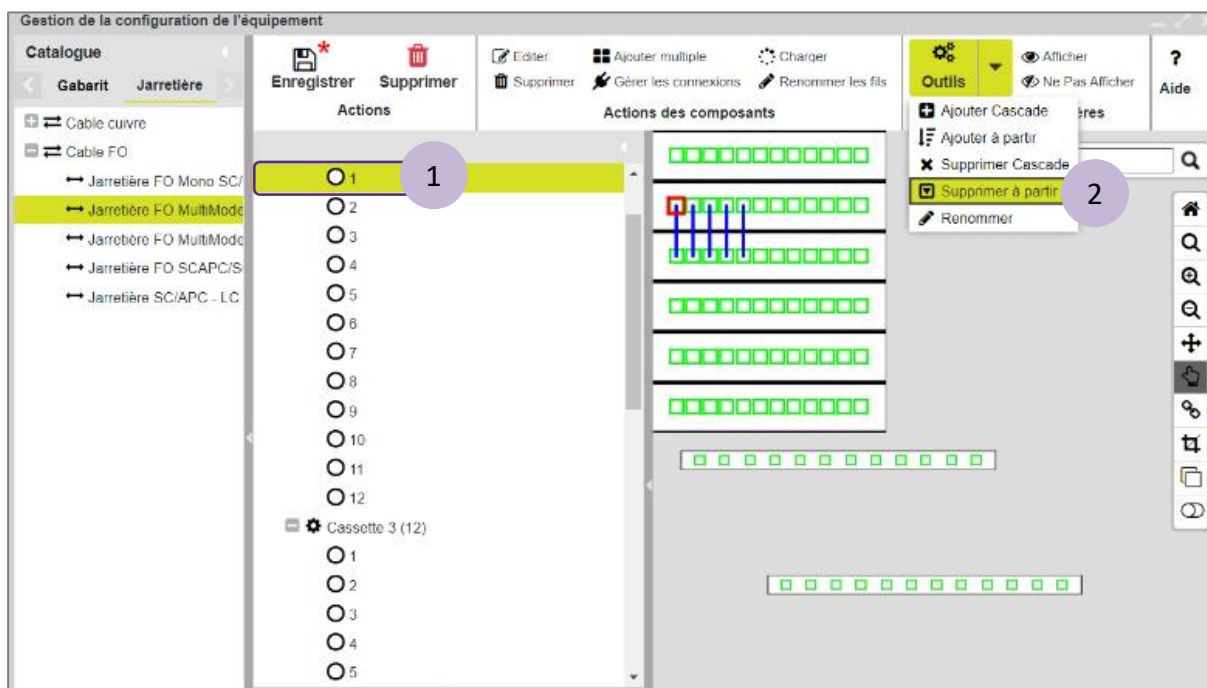 Gestion de la configuration de l'équipement
Catalogue
Gabarit Jarretière
Cable cuivre
Cable FO
Jarretière FO Mono SC/
Jarretière FO MultiMode
Jarretière FO MultiMode
Jarretière FO SCAPC/S
Jarretière SC/APC - LC
Enregistrer Supprimer
Actions
Editer Ajouter multiple Charger
Supprimer Gérer les connexions Renommer les fils
Actions des composants
Outils
Afficher
Ne Pas Afficher
ères
?
Aide
Ajouter Cascade
Ajouter à partir
Supprimer Cascade
Supprimer à partir
Renommer
2
1
1
2
3
4
5
6
7
8
9
10
11
12
Cassette 3 (12)
1
2
3
4
5